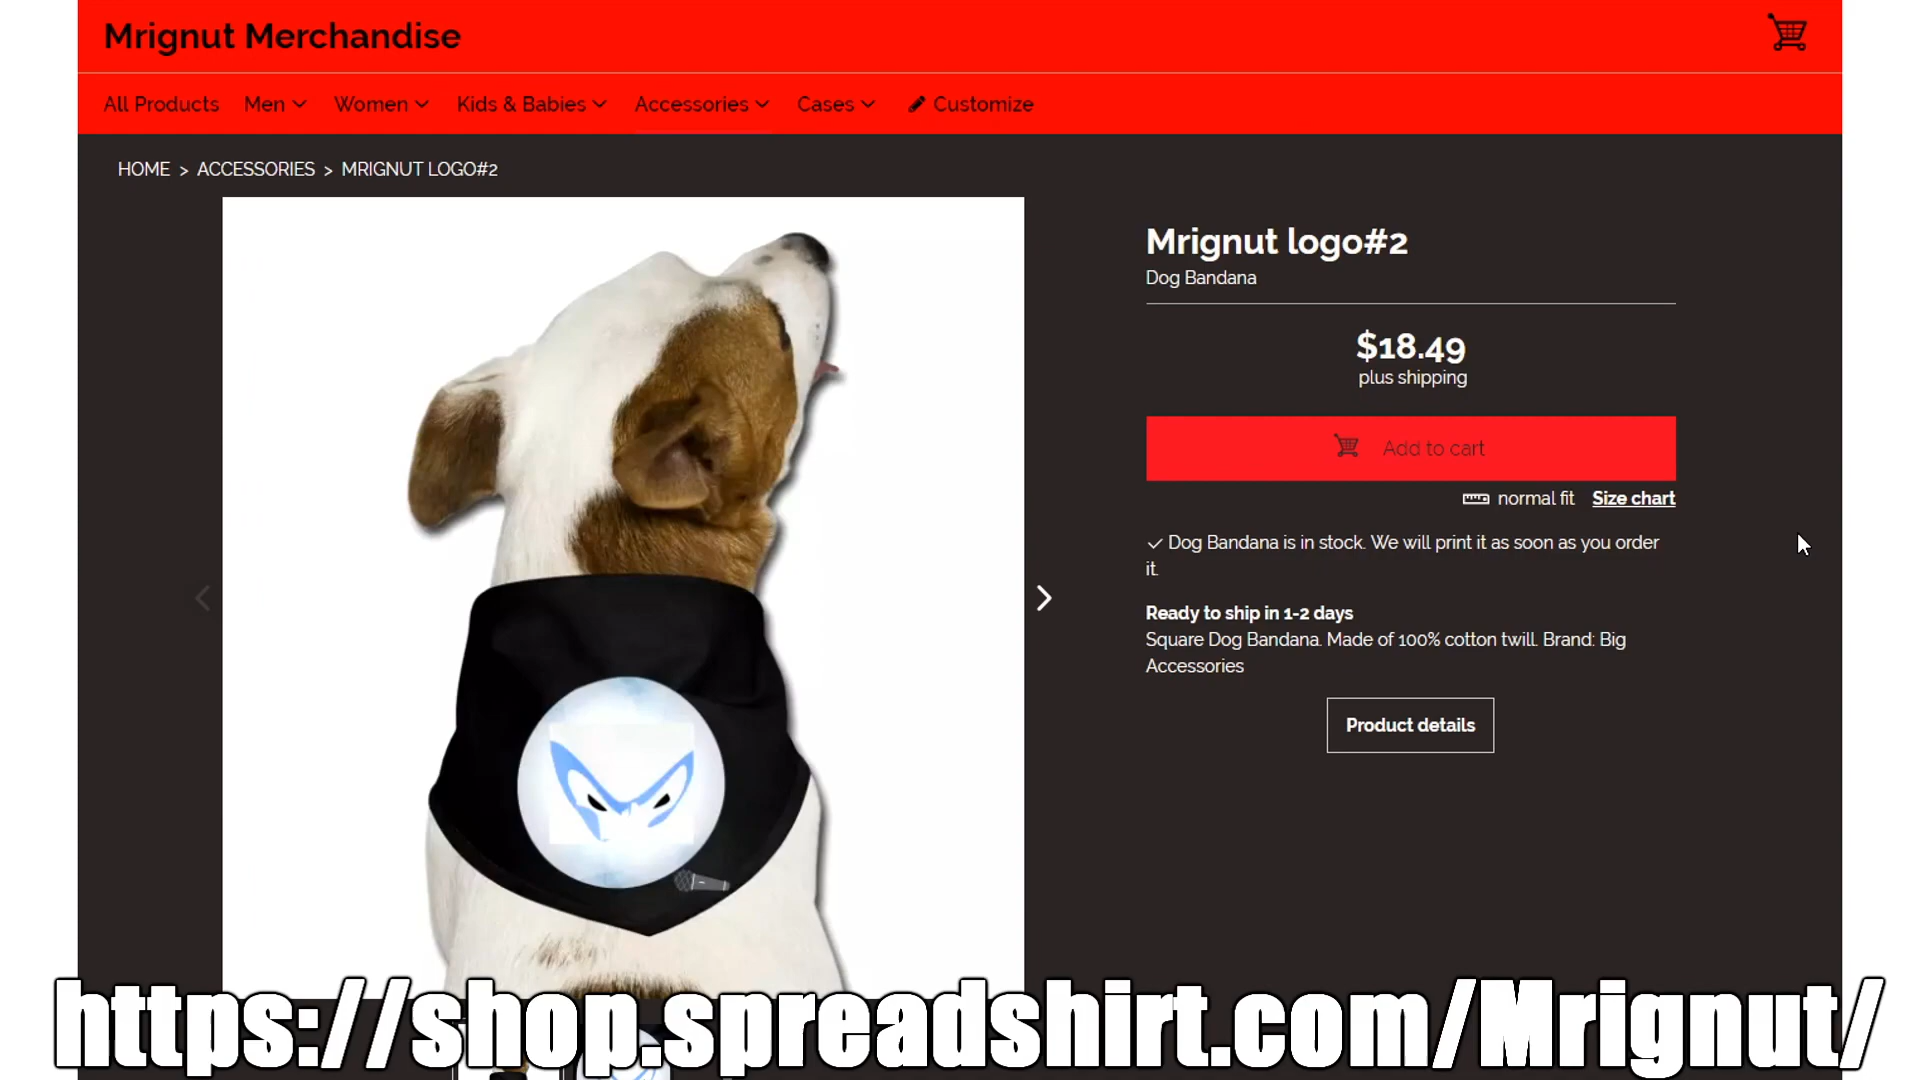 Mrignut Merchandise
All Products Men Women Kids & Babies Accessories Cases Customize
HOME > ACCESSORIES > MRIGNUT LOGO#2
Mrignut logo#2
Dog Bandana
$18.49
plus shipping
Add to cart
normal fit Size chart
Dog Bandana is in stock. We will print it as soon as you order
it.
Ready to ship in 1-2 days
Square Dog Bandana. Made of 100% cotton twill. Brand: Big
Accessories
Product details
https://shop.spreadshirt.com/Mrignut/